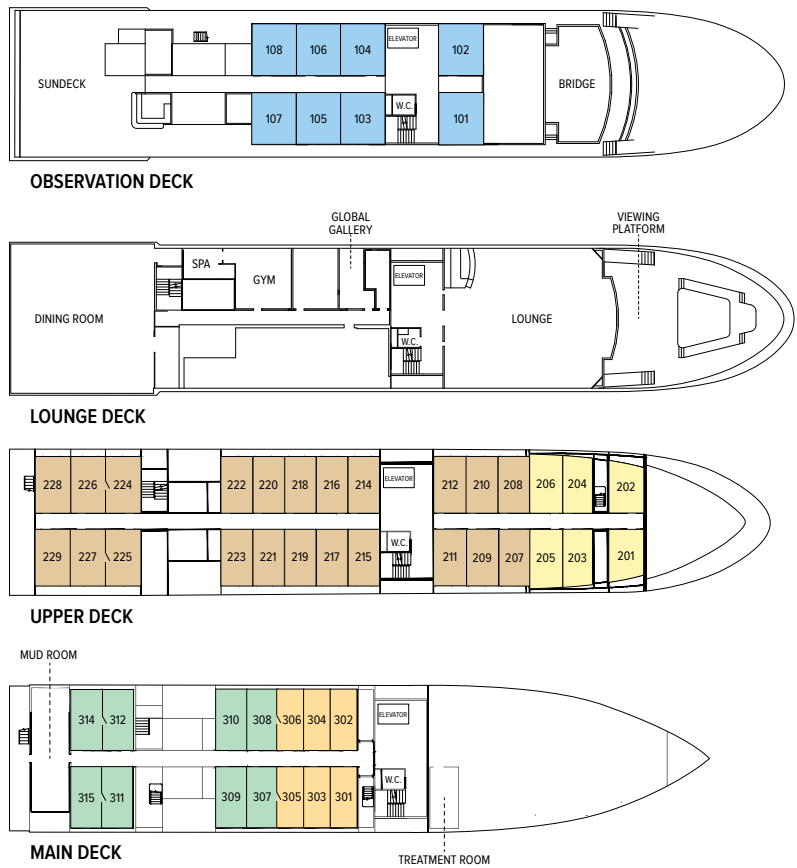 108 106 104 ELEVATOR 102
SUNDECK BRIDGE
W.C.
107 105 103 101
OBSERVATION DECK
GLOBAL
GALLERY
VIEWING
PLATFORM
SPA
GYM
ELEVATOR
DINING ROOM
LOUNGE
W.C.
LOUNGE DECK
228 226 224 222 220 218 216 214 ELEVATOR 212 210 208 206 204 202
W.C.
229 227 225 223 221 219 217 215 211 209 207 205 203 201
UPPER DECK
MUD ROOM
314 312 310 308 306 304 302 ELEVATOR
W.C.
315 311 309 307 305 303 301
MAIN DECK
TREATMENT ROOM